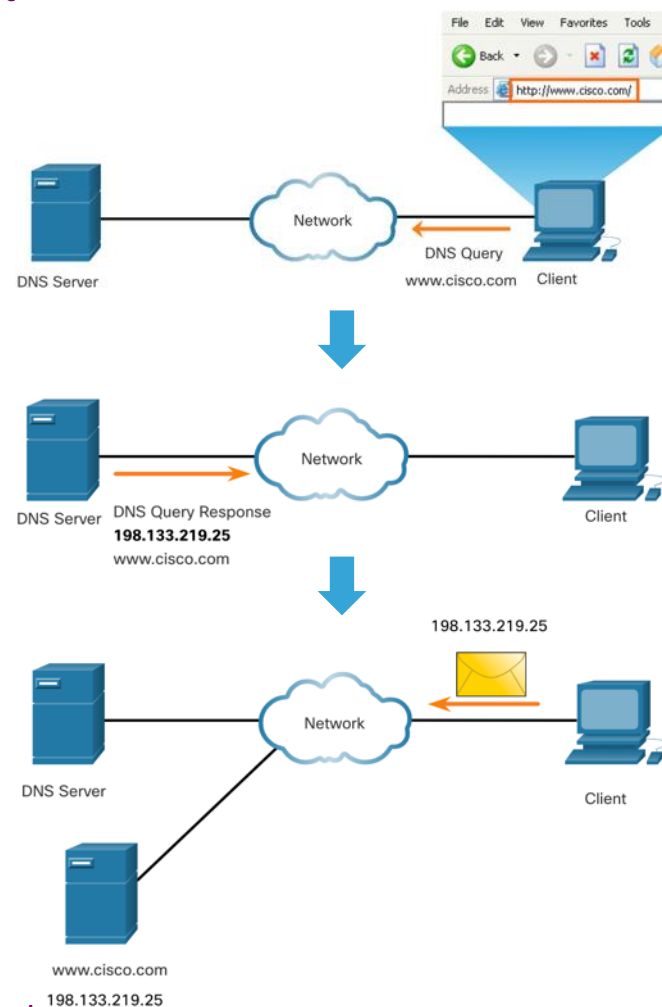 File Edit View Favorites Tools
Back
Address http://www.cisco.com/
Network
DNS Query
www.cisco.com
Client
DNS Server
Network
DNS Server
DNS Query Response
198.133.219.25
www.cisco.com
Client
198.133.219.25
Network
DNS Server
Client
www.cisco.com
198.133.219.25